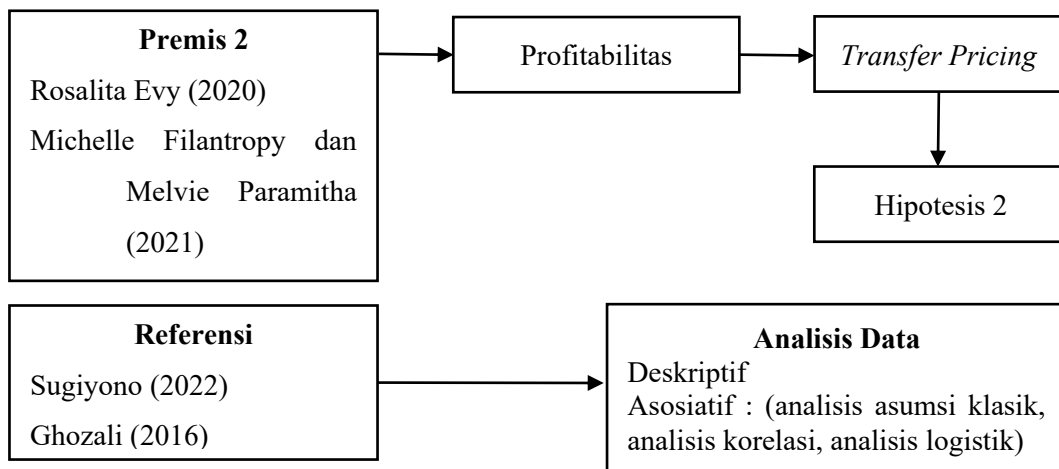 Premis 2
Rosalita Evy (2020)
Michelle Filantropy dan
Melvie Paramitha
(2021)
Profitabilitas
Transfer Pricing
Hipotesis 2
Referensi
Sugiyono (2022)
Ghozali (2016)
Analisis Data
Deskriptif
Asosiatif : (analisis asumsi klasik,
analisis korelasi, analisis logistik)